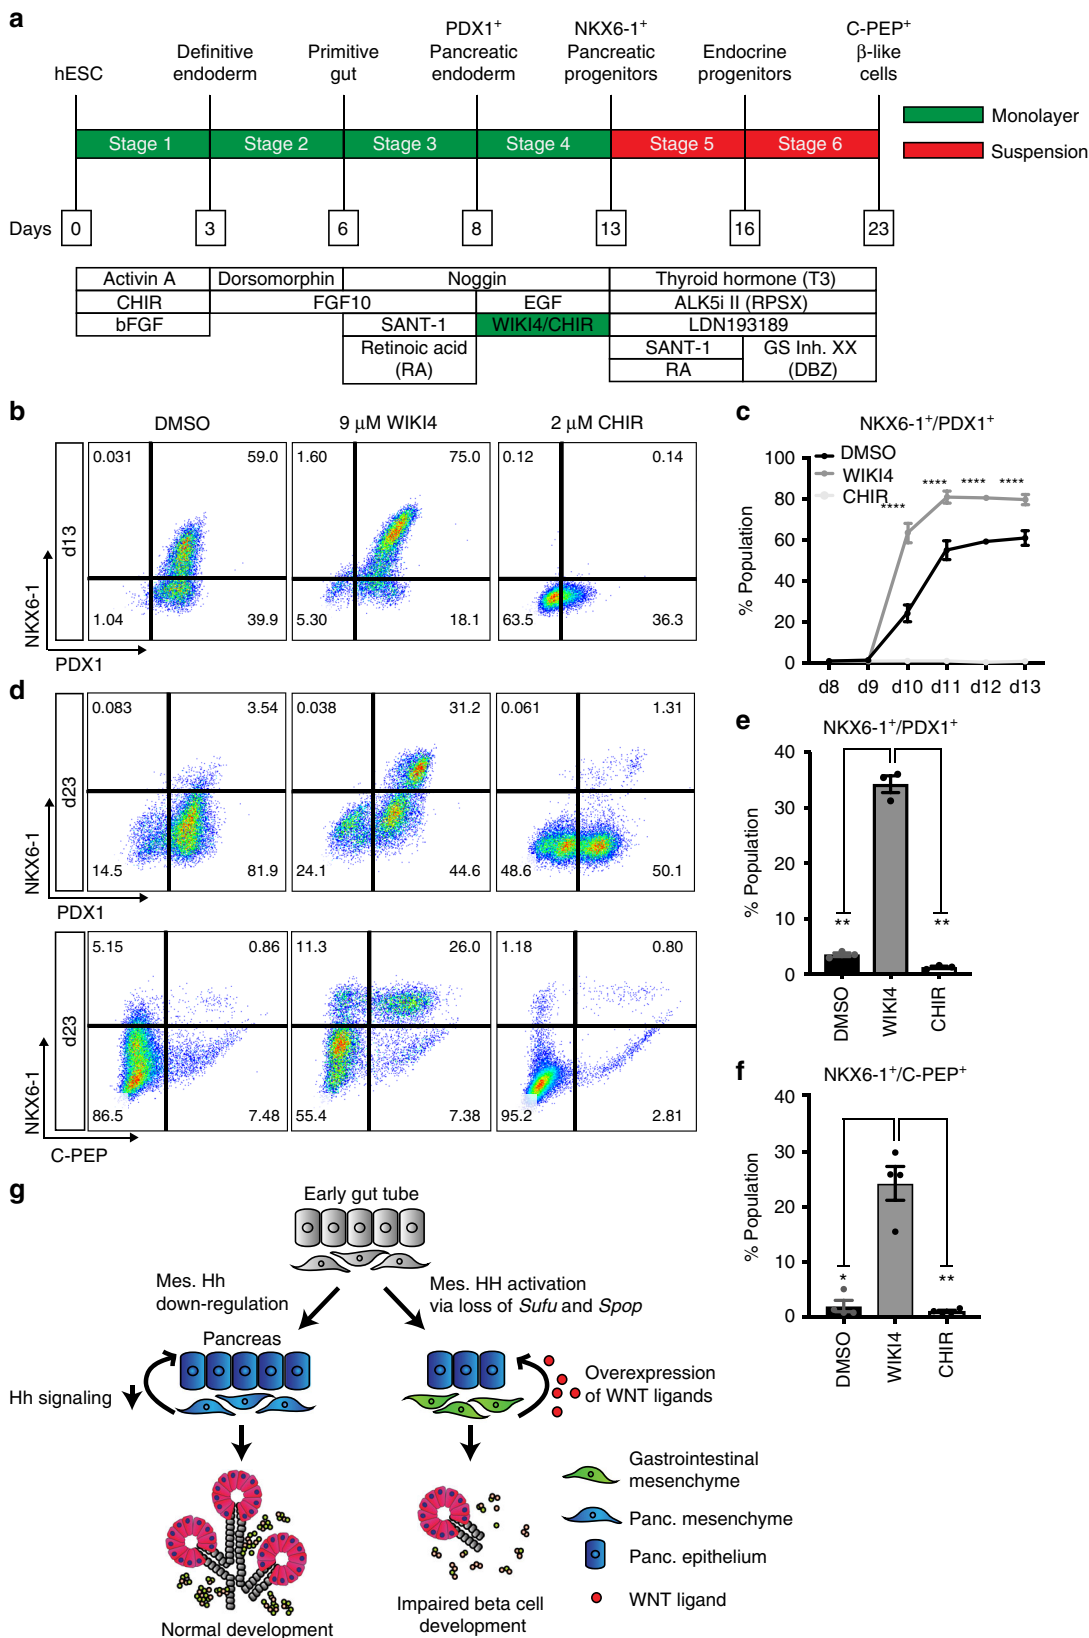 a
hESC
Definitive
endoderm
Primitive
gut
PDX1+
Pancreatic
endoderm
NKX6-1+
Pancreatic
progenitors
Endocrine
progenitors
C-PEP+
β-like
cells
Stage 1
Stage 2
Stage 3
Stage 4
Stage 5
Stage 6
Monolayer
Suspension
Days
0
3
6
8
13
16
23
Activin A
Dorsomorphin
Noggin
Thyroid hormone (T3)
CHIR
FGF10
EGF
ALK5i II (RPSX)
bFGF
SANT-1
WIKI4/CHIR
LDN193189
Retinoic acid
(RA)
SANT-1
GS Inh. XX
(DBZ)
RA
b
DMSO
9 μM WIKI4
2 μM CHIR
d13
NKX6-1
PDX1
0.031
59.0
1.04
39.9
1.60
75.0
5.30
18.1
0.12
0.14
63.5
36.3
c
NKX6-1+/PDX1+
DMSO
WIKI4
CHIR
****
****
****
****
% Population
100
80
60
40
20
0
d8
d9
d10
d11
d12
d13
d
d23
NKX6-1
PDX1
0.083
3.54
14.5
81.9
0.038
31.2
24.1
44.6
0.061
1.31
48.6
50.1
d23
NKX6-1
C-PEP
5.15
0.86
86.5
7.48
11.3
26.0
55.4
7.38
1.18
0.80
95.2
2.81
e
NKX6-1+/PDX1+
% Population
40
30
20
10
0
**
**
DMSO
WIKI4
CHIR
f
NKX6-1+/C-PEP+
% Population
40
30
20
10
0
*
**
DMSO
WIKI4
CHIR
g
Early gut tube
Mes. Hh
down-regulation
Mes. HH activation
via loss of Sufu and Spop
Pancreas
Hh signaling
Overexpression
of WNT ligands
Normal development
Impaired beta cell
development
Gastrointestinal
mesenchyme
Panc. mesenchyme
Panc. epithelium
WNT ligand